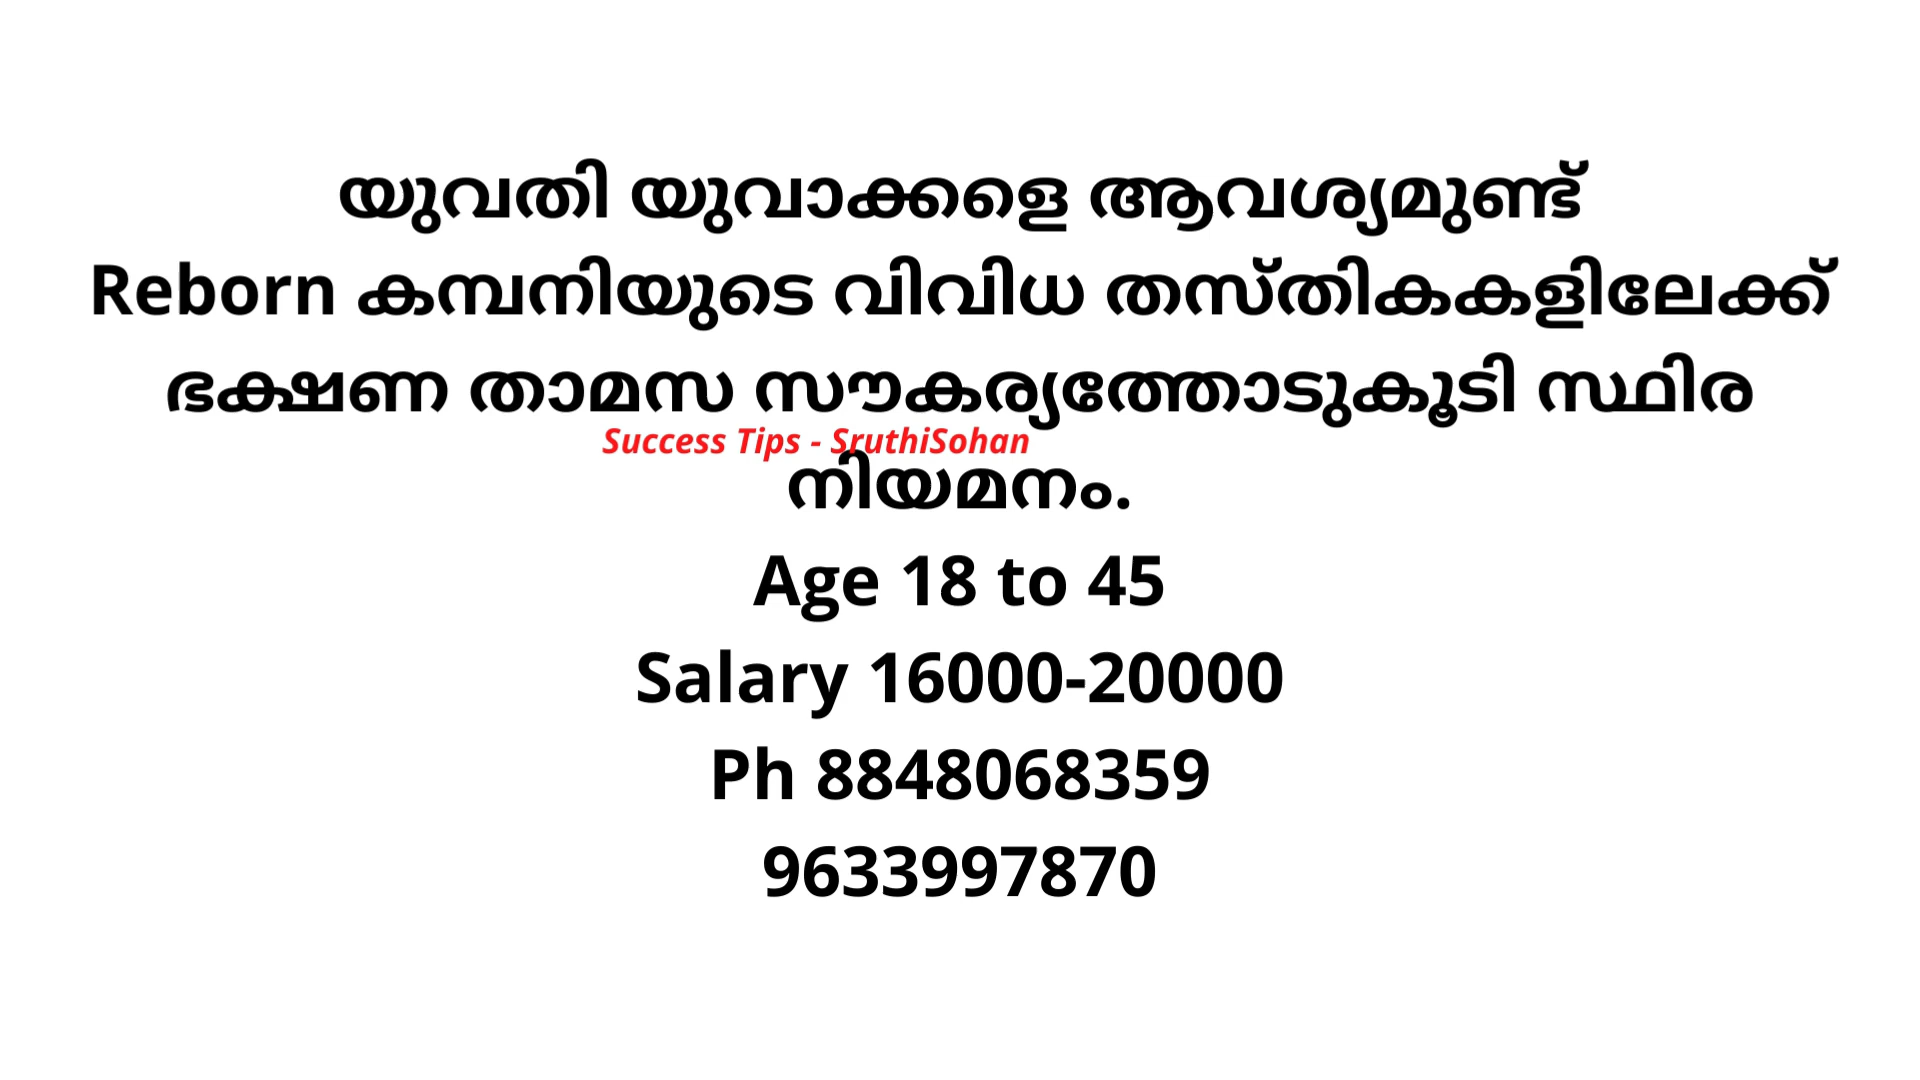 യുവതി യുവാക്കളെ ആവശ്യമുണ്ട്
Reborn കമ്പനിയുടെ വിവിധ തസ്തികകളിലേക്ക്
ഭക്ഷണ താമസ സൗകര്യത്തോടുകൂടി സ്ഥിര
Success Tips - SruthiSohan
നിയമനം.
Age 18 to 45
Salary 16000-20000
Ph 8848068359
9633997870